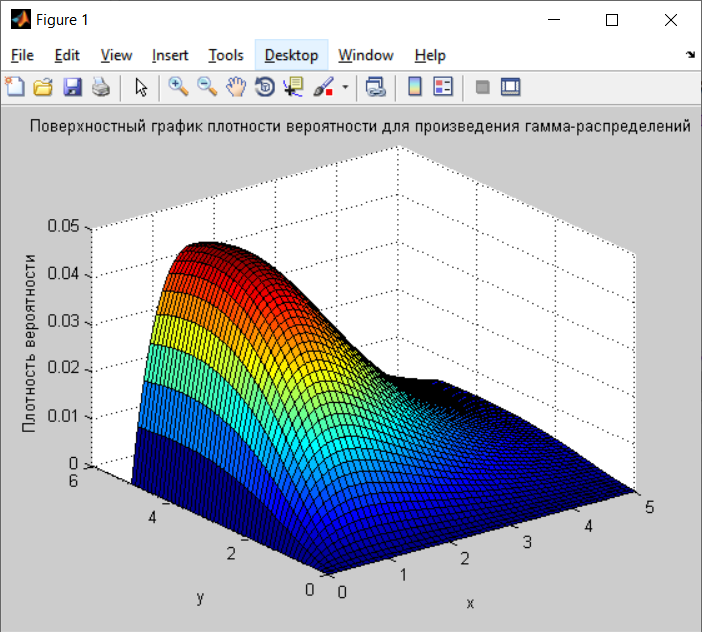 Figure 1
File Edit View Insert Tools Desktop Window Help
Поверхностный график плотности вероятности для произведения гамма-распределений
Плотность вероятности
0.05
0.04
0.03
0.02
0.01
0
6
4
2
0
y
0
1
2
3
4
5
x